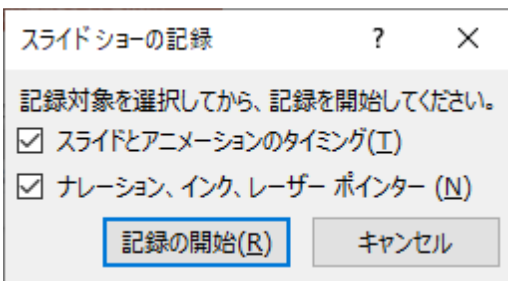 スライド ショーの記録 ? ×
記録対象を選択してから、記録を開始してください。
スライドとアニメーションのタイミング(T)
ナレーション、インク、レーザー ポインター (N)
記録の開始(R) キャンセル